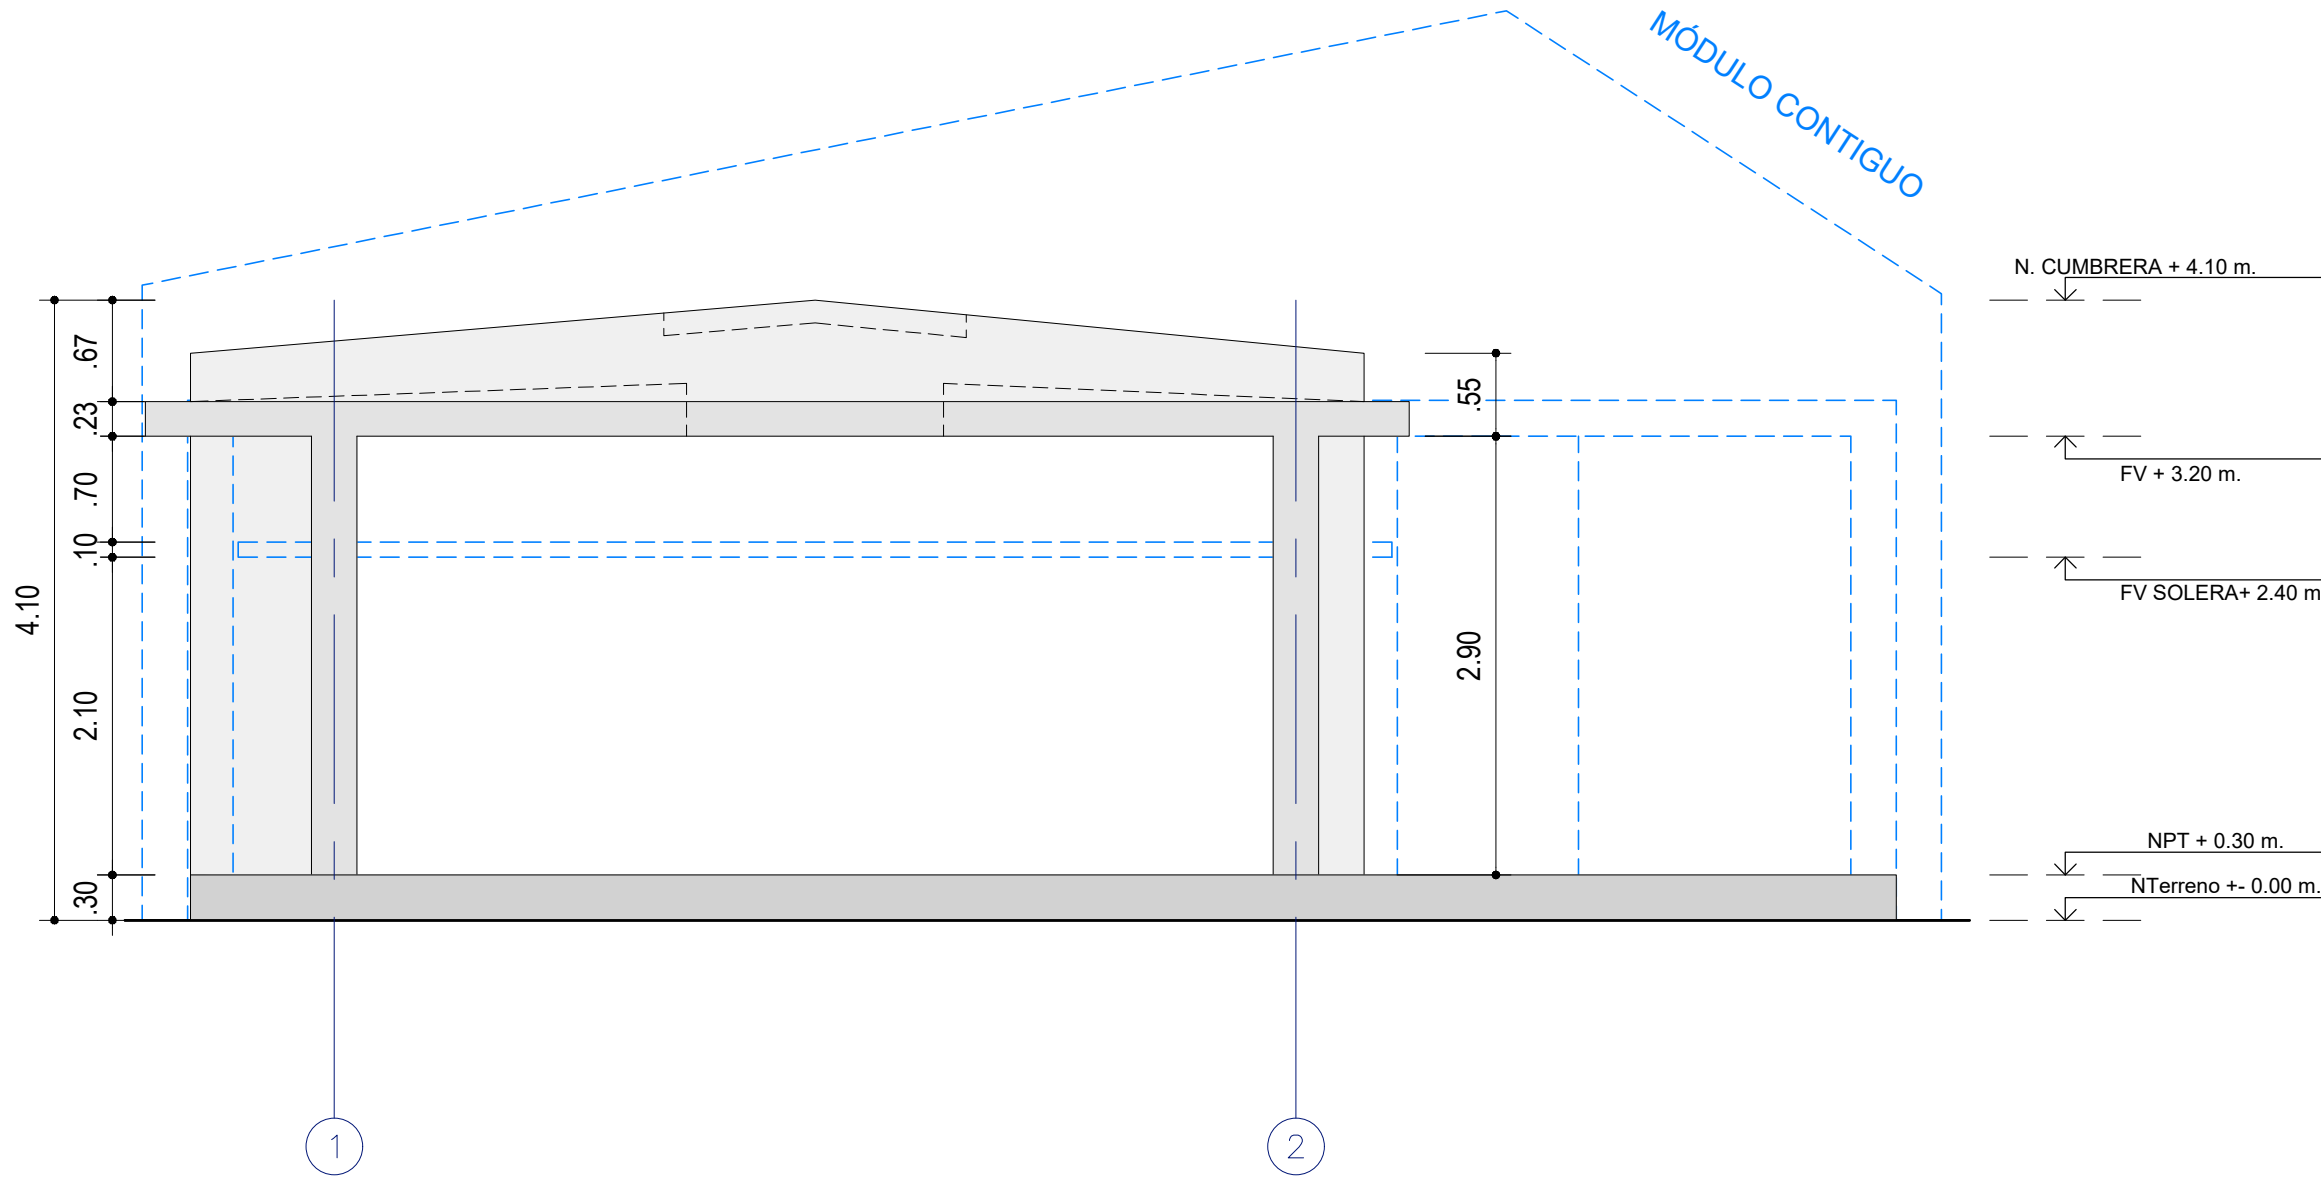 MÓDULO CONTIGUO
N. CUMBRERA + 4.10 m.
.67
.55
.23
FV + 3.20 m.
.70
.10
FV SOLERA+ 2.40 m
4.10
2.90
2.10
NPT + 0.30 m.
.30
NTerreno +- 0.00 m.
1
2